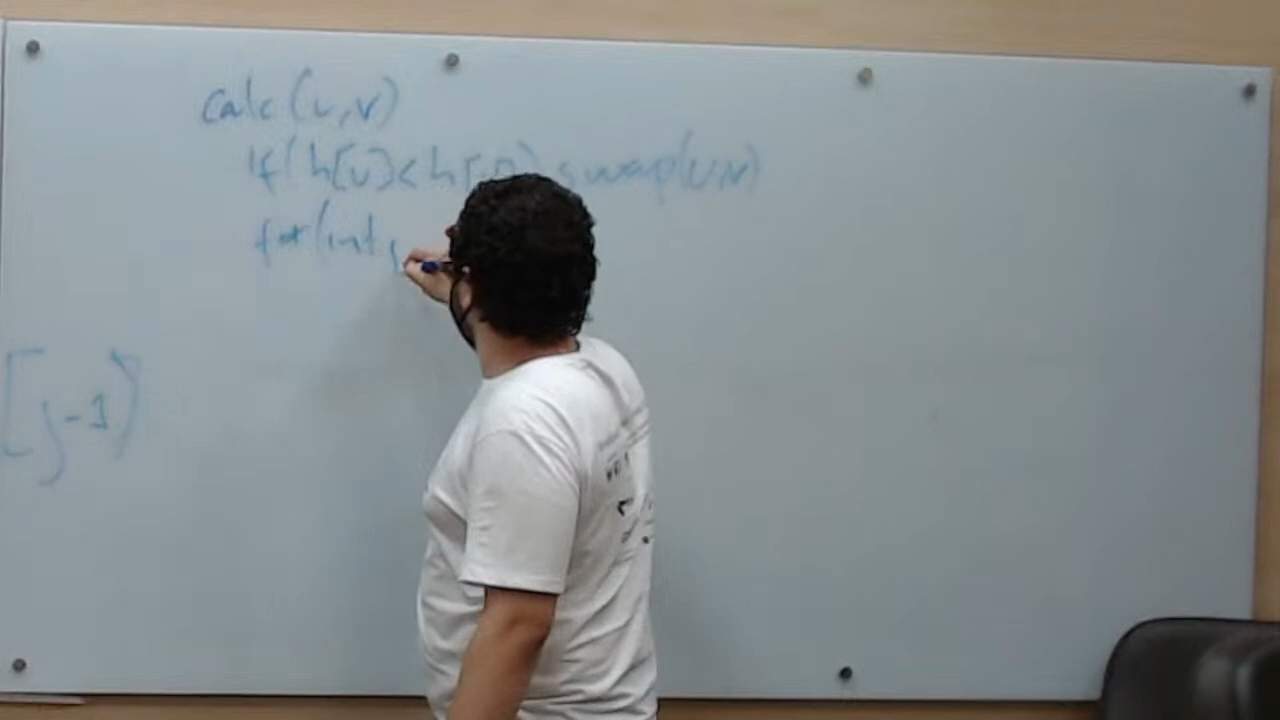 calc(u,v)
if(h[u]<h[v]) swap(u,v)
for(int j
[j-1]